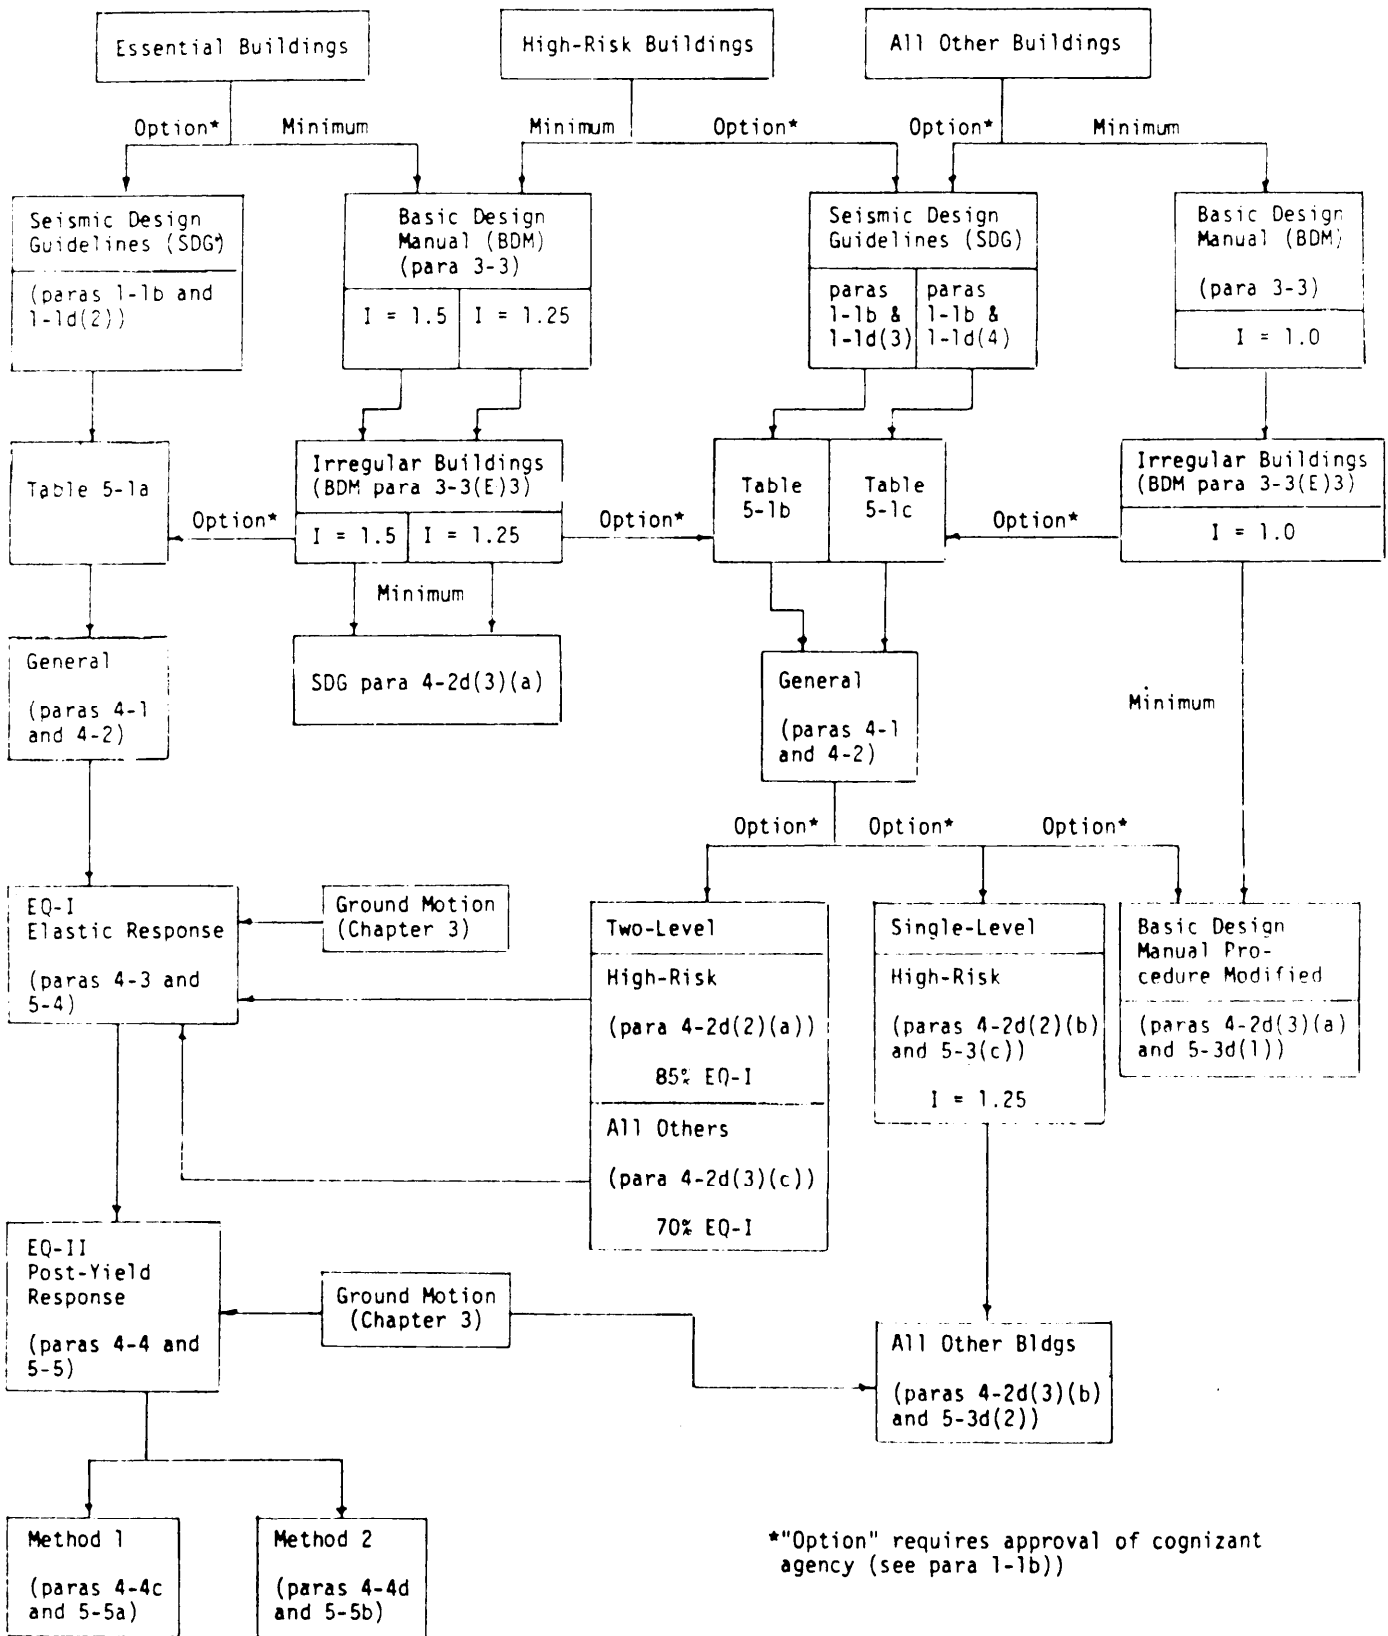 Essential Buildings
High-Risk Buildings
All Other Buildings
Option*
Minimum
Minimum
Option*
Option*
Minimum
Seismic Design
Guidelines (SDG*)
(paras 1-1b and
1-1d(2))
Basic Design
Manual (BDM)
(para 3-3)
I = 1.5
I = 1.25
Seismic Design
Guidelines (SDG)
paras
1-1b &
1-1d(3)
paras
1-1b &
1-1d(4)
Basic Design
Manual (BDM)
(para 3-3)
I = 1.0
Table 5-1a
Option*
Irregular Buildings
(BDM para 3-3(E)3)
I = 1.5
I = 1.25
Option*
Table
5-1b
Table
5-1c
Option*
Irregular Buildings
(BDM para 3-3(E)3)
I = 1.0
Minimum
General
(paras 4-1
and 4-2)
SDG para 4-2d(3)(a)
General
(paras 4-1
and 4-2)
Minimum
Option*
Option*
Option*
EQ-I
Elastic Response
(paras 4-3 and
5-4)
Ground Motion
(Chapter 3)
Two-Level
High-Risk
(para 4-2d(2)(a))
85% EQ-I
All Others
(para 4-2d(3)(c))
70% EQ-I
Single-Level
High-Risk
(paras 4-2d(2)(b)
and 5-3(c))
I = 1.25
Basic Design
Manual Pro-
cedure Modified
(paras 4-2d(3)(a)
and 5-3d(1))
EQ-II
Post-Yield
Response
(paras 4-4 and
5-5)
Ground Motion
(Chapter 3)
All Other Bldgs
(paras 4-2d(3)(b)
and 5-3d(2))
Method 1
(paras 4-4c
and 5-5a)
Method 2
(paras 4-4d
and 5-5b)
*"Option" requires approval of cognizant
agency (see para 1-1b))